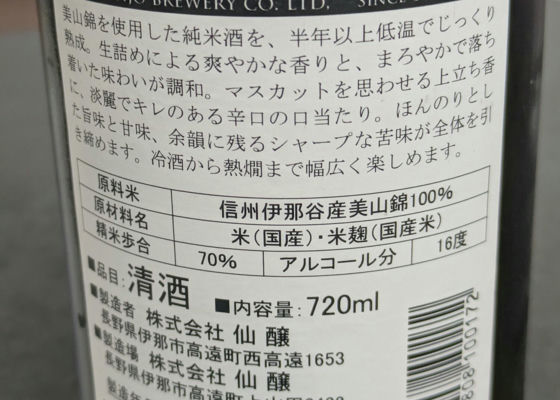 BREWERY CO. LTD. SINCE
美山錦を使用した純米酒を、半年以上低温でじっくり
熟成。生詰めによる爽やかな香りと、まろやかで落ち
着いた味わいが調和。マスカットを思わせる上立ち香
に、淡麗でキレのある辛口の口当たり。ほんのりとし
た旨味と甘味、余韻に残るシャープな苦味が全体を引
き締めます。冷酒から熱燗まで幅広く楽しめます。
原料米 信州伊那谷産美山錦100%
原材料名 米(国産)・米麹(国産米)
精米歩合 70% アルコール分 16度
■品目:清酒 ■内容量:720ml
■製造者 株式会社 仙醸
長野県伊那市高遠町西高遠1653
■製造場 株式会社 仙醸
長野県伊那市高遠町上山田
製造年
808100172